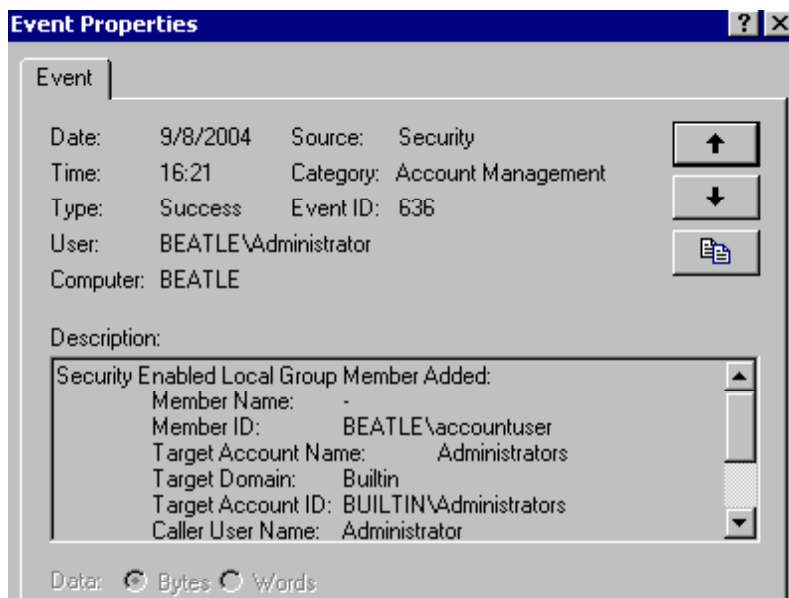 Event Properties
Event
Date: 9/8/2004 Source: Security
Time: 16:21 Category: Account Management
Type: Success Event ID: 636
User: BEATLE\Administrator
Computer: BEATLE
Description:
Security Enabled Local Group Member Added:
Member Name: -
Member ID: BEATLE\accountuser
Target Account Name: Administrators
Target Domain: Builtin
Target Account ID: BUILTIN\Administrators
Caller User Name: Administrator
Data: Bytes Words